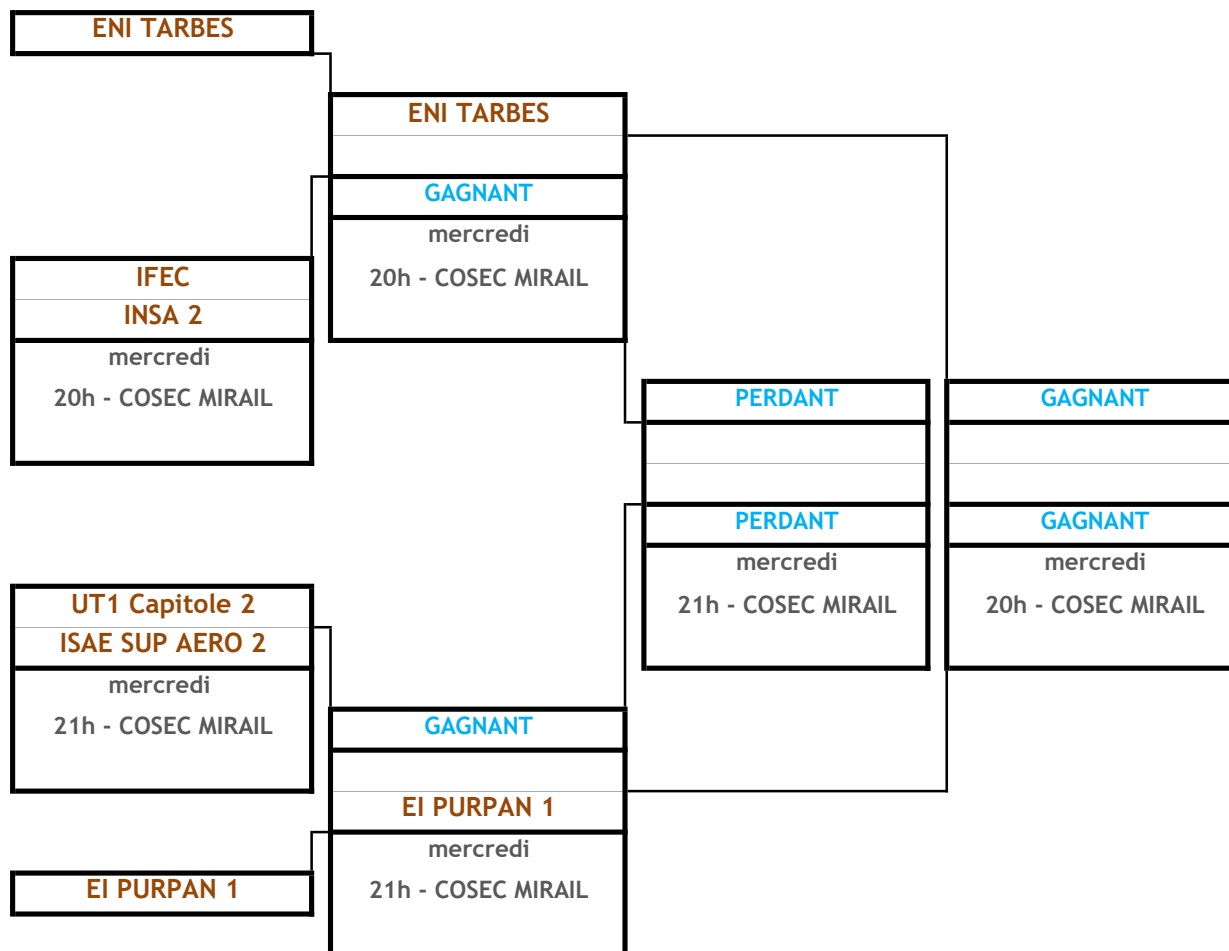 ENI TARBES
ENI TARBES
GAGNANT
mercredi
20h - COSEC MIRAIL
IFEC
INSA 2
mercredi
20h - COSEC MIRAIL
PERDANT
PERDANT
mercredi
21h - COSEC MIRAIL
GAGNANT
GAGNANT
mercredi
20h - COSEC MIRAIL
UT1 Capitole 2
ISAE SUP AERO 2
mercredi
21h - COSEC MIRAIL
GAGNANT
EI PURPAN 1
mercredi
21h - COSEC MIRAIL
EI PURPAN 1